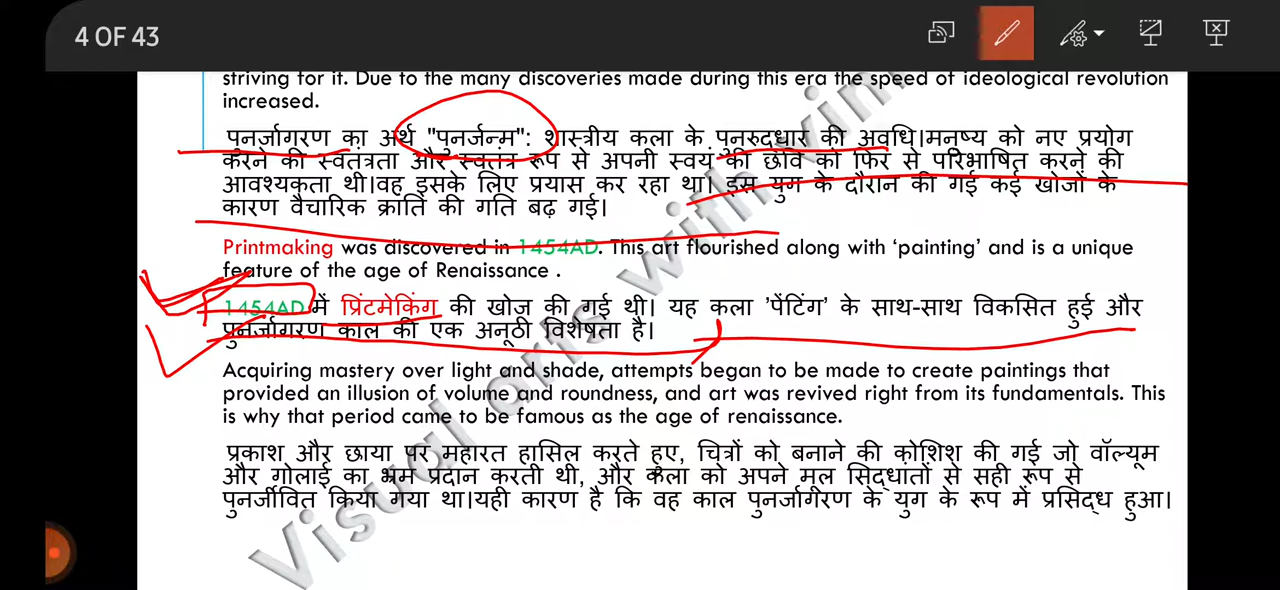 4 OF 43
striving for it. Due to the many discoveries made during this era the speed of ideological revolution
increased.
पुनर्जागरण का अर्थ "पुनर्जन्म": शास्त्रीय कला के पुनरुद्धार की अवधि।मनुष्य को नए प्रयोग
करने की स्वतंत्रता और स्वतंत्र रूप से अपनी स्वयं की छवि को फिर से परिभाषित करने की
आवश्यकता थी।वह इसके लिए प्रयास कर रहा था। इस युग के दौरान की गई कई खोजों के
कारण वैचारिक क्रांति की गति बढ़ गई।
Printmaking was discovered in 1454AD. This art flourished along with ‘painting’ and is a unique
feature of the age of Renaissance .
1454AD में प्रिंटमेकिंग की खोज की गई थी। यह कला 'पेंटिंग' के साथ-साथ विकसित हुई और
पुनर्जागरण काल की एक अनूठी विशेषता है।
Acquiring mastery over light and shade, attempts began to be made to create paintings that
provided an illusion of volume and roundness, and art was revived right from its fundamentals. This
is why that period came to be famous as the age of renaissance.
प्रकाश और छाया पर महारत हासिल करते हुए, चित्रों को बनाने की कोशिश की गई जो वॉल्यूम
और गोलाई का भ्रम प्रदान करती थी, और कला को अपने मूल सिद्धांतों से सही रूप से
पुनर्जीवित किया गया था।यही कारण है कि वह काल पुनर्जागरण के युग के रूप में प्रसिद्ध हुआ।
Visual arts with vim